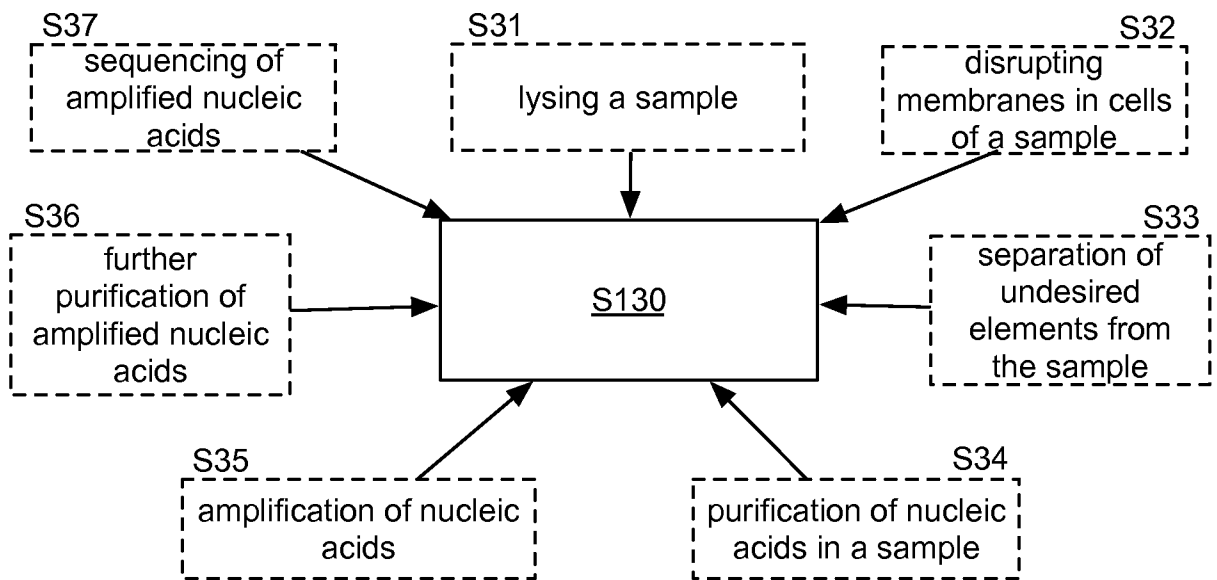 S37
sequencing of
amplified nucleic
acids
S31
lysing a sample
S32
disrupting
membranes in cells
of a sample
S36
further
purification of
amplified nucleic
acids
S130
S33
separation of
undesired
elements from
the sample
S35
amplification of nucleic
acids
S34
purification of nucleic
acids in a sample